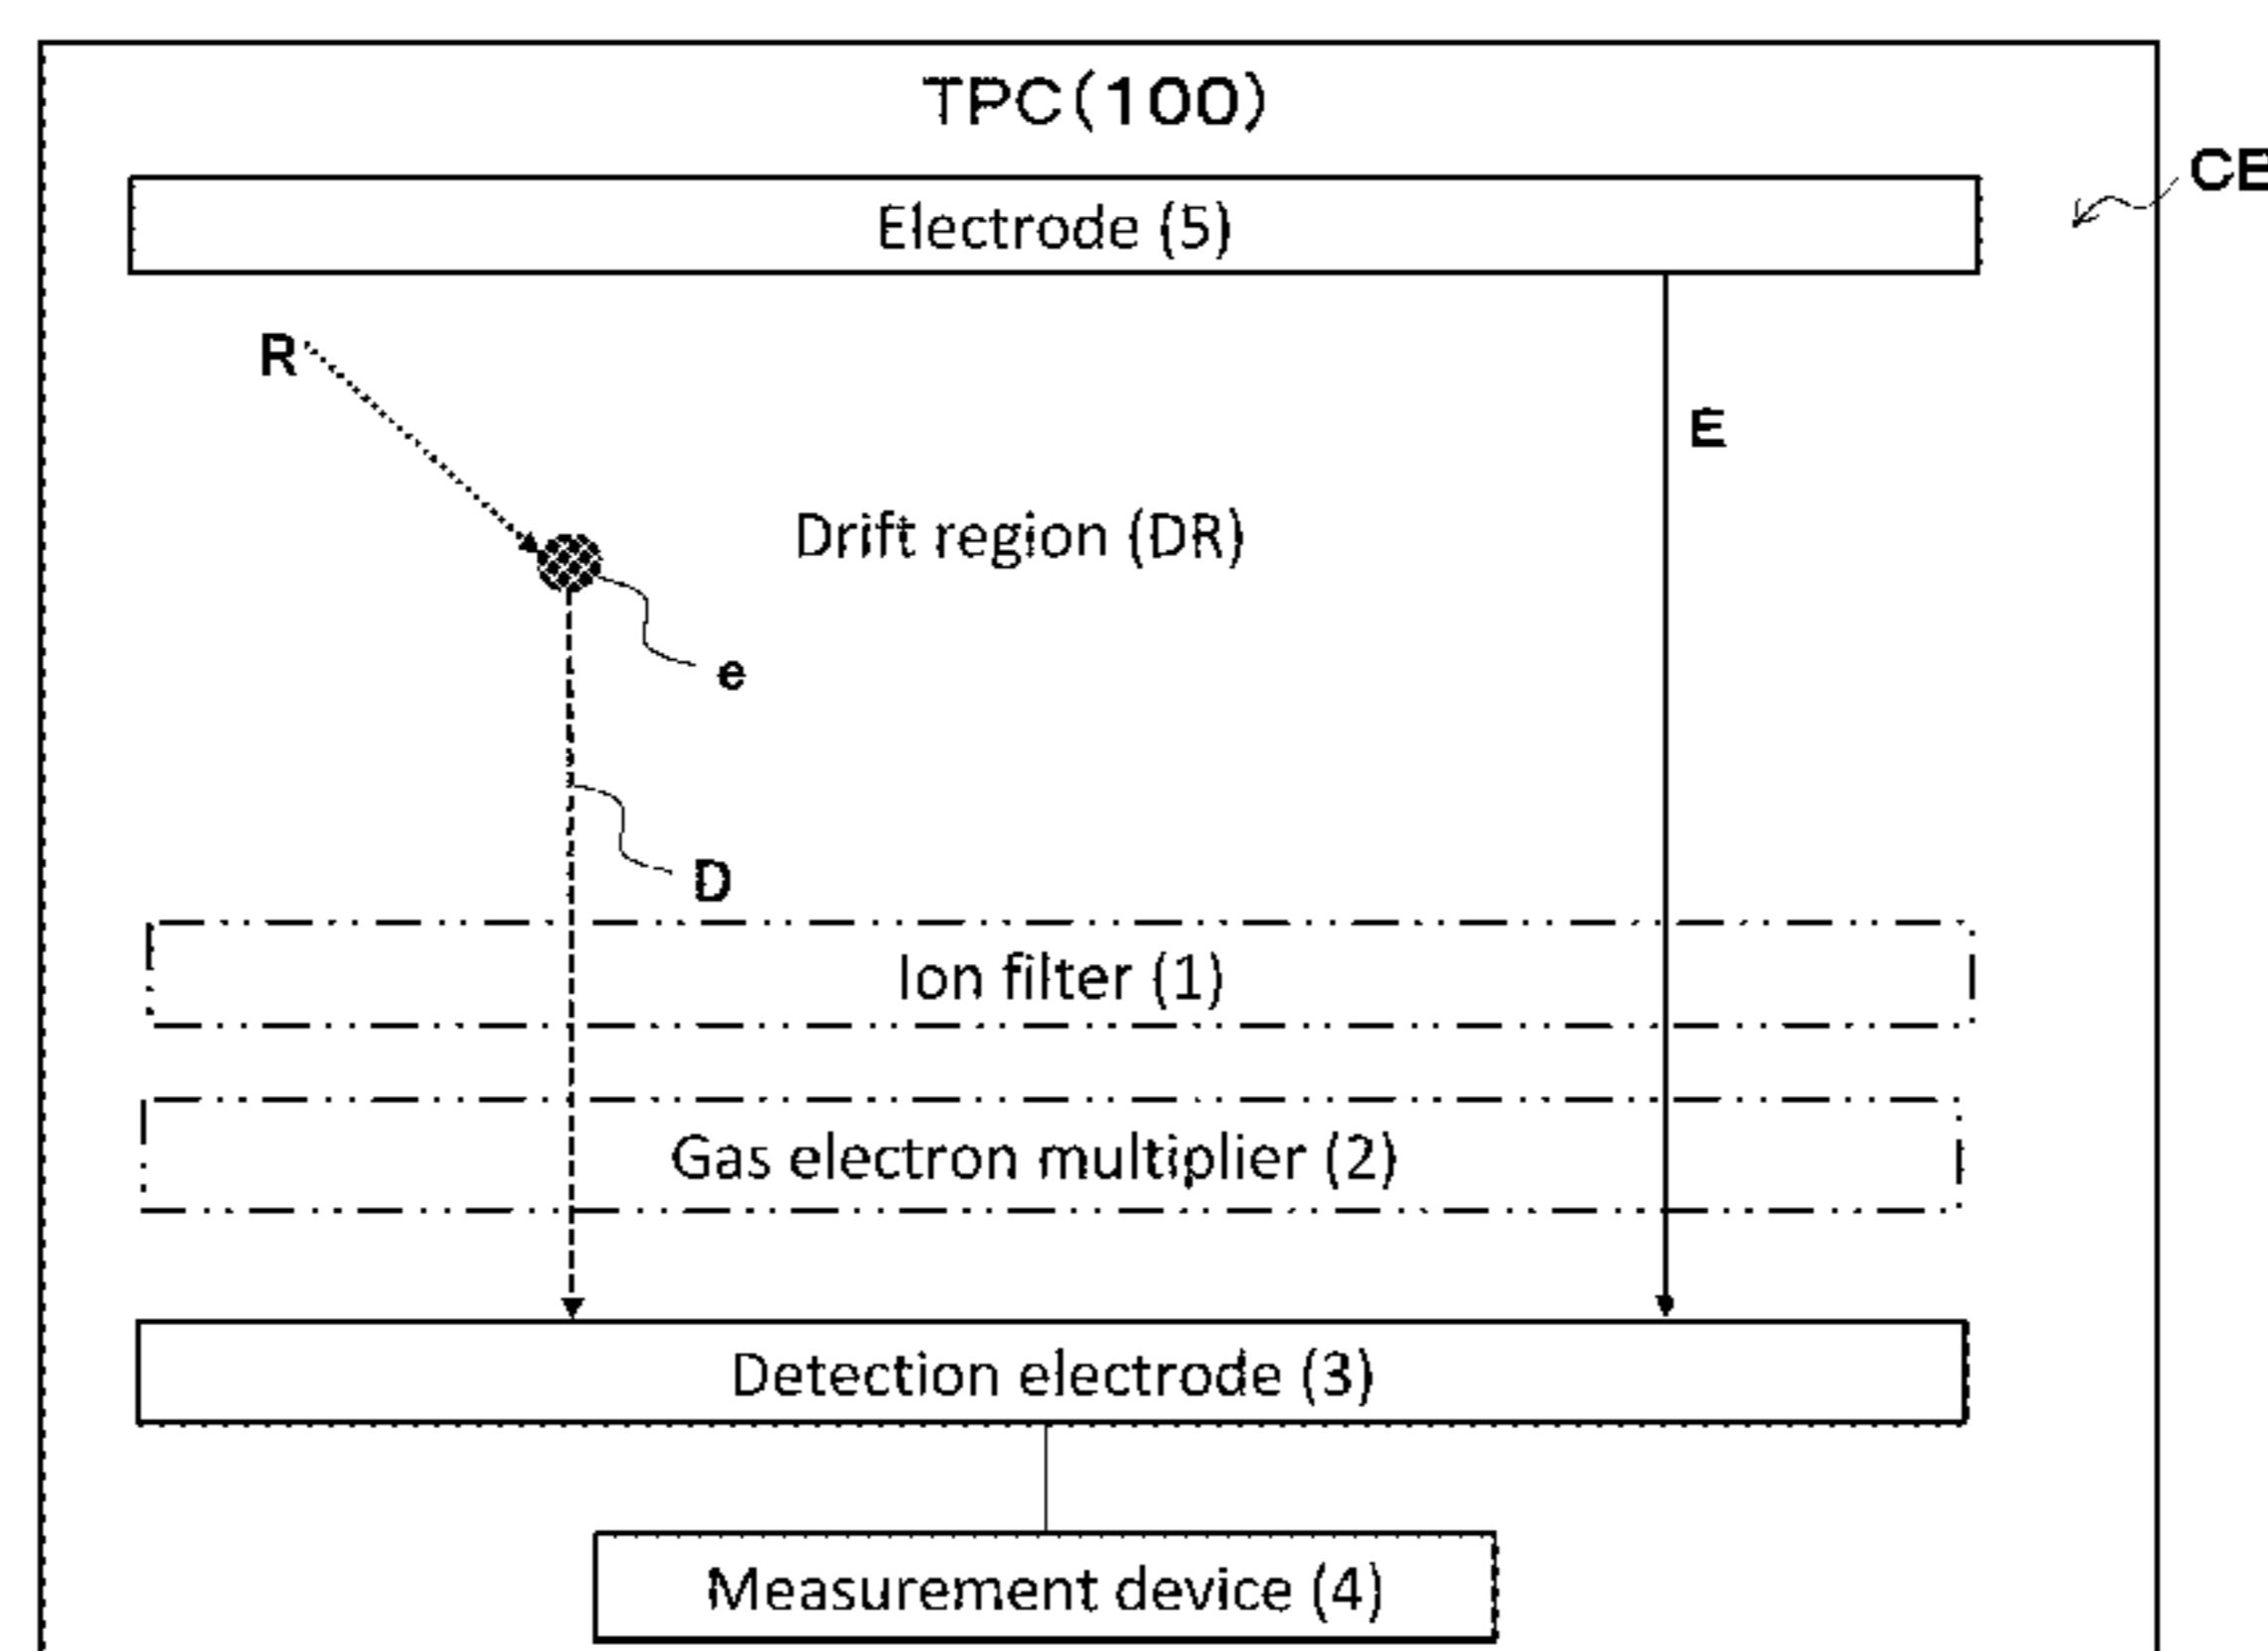 TPC(100)
CB
Electrode (5)
R
E
Drift region (DR)
e
D
Ion filter (1)
Gas electron multiplier (2)
Detection electrode (3)
Measurement device (4)